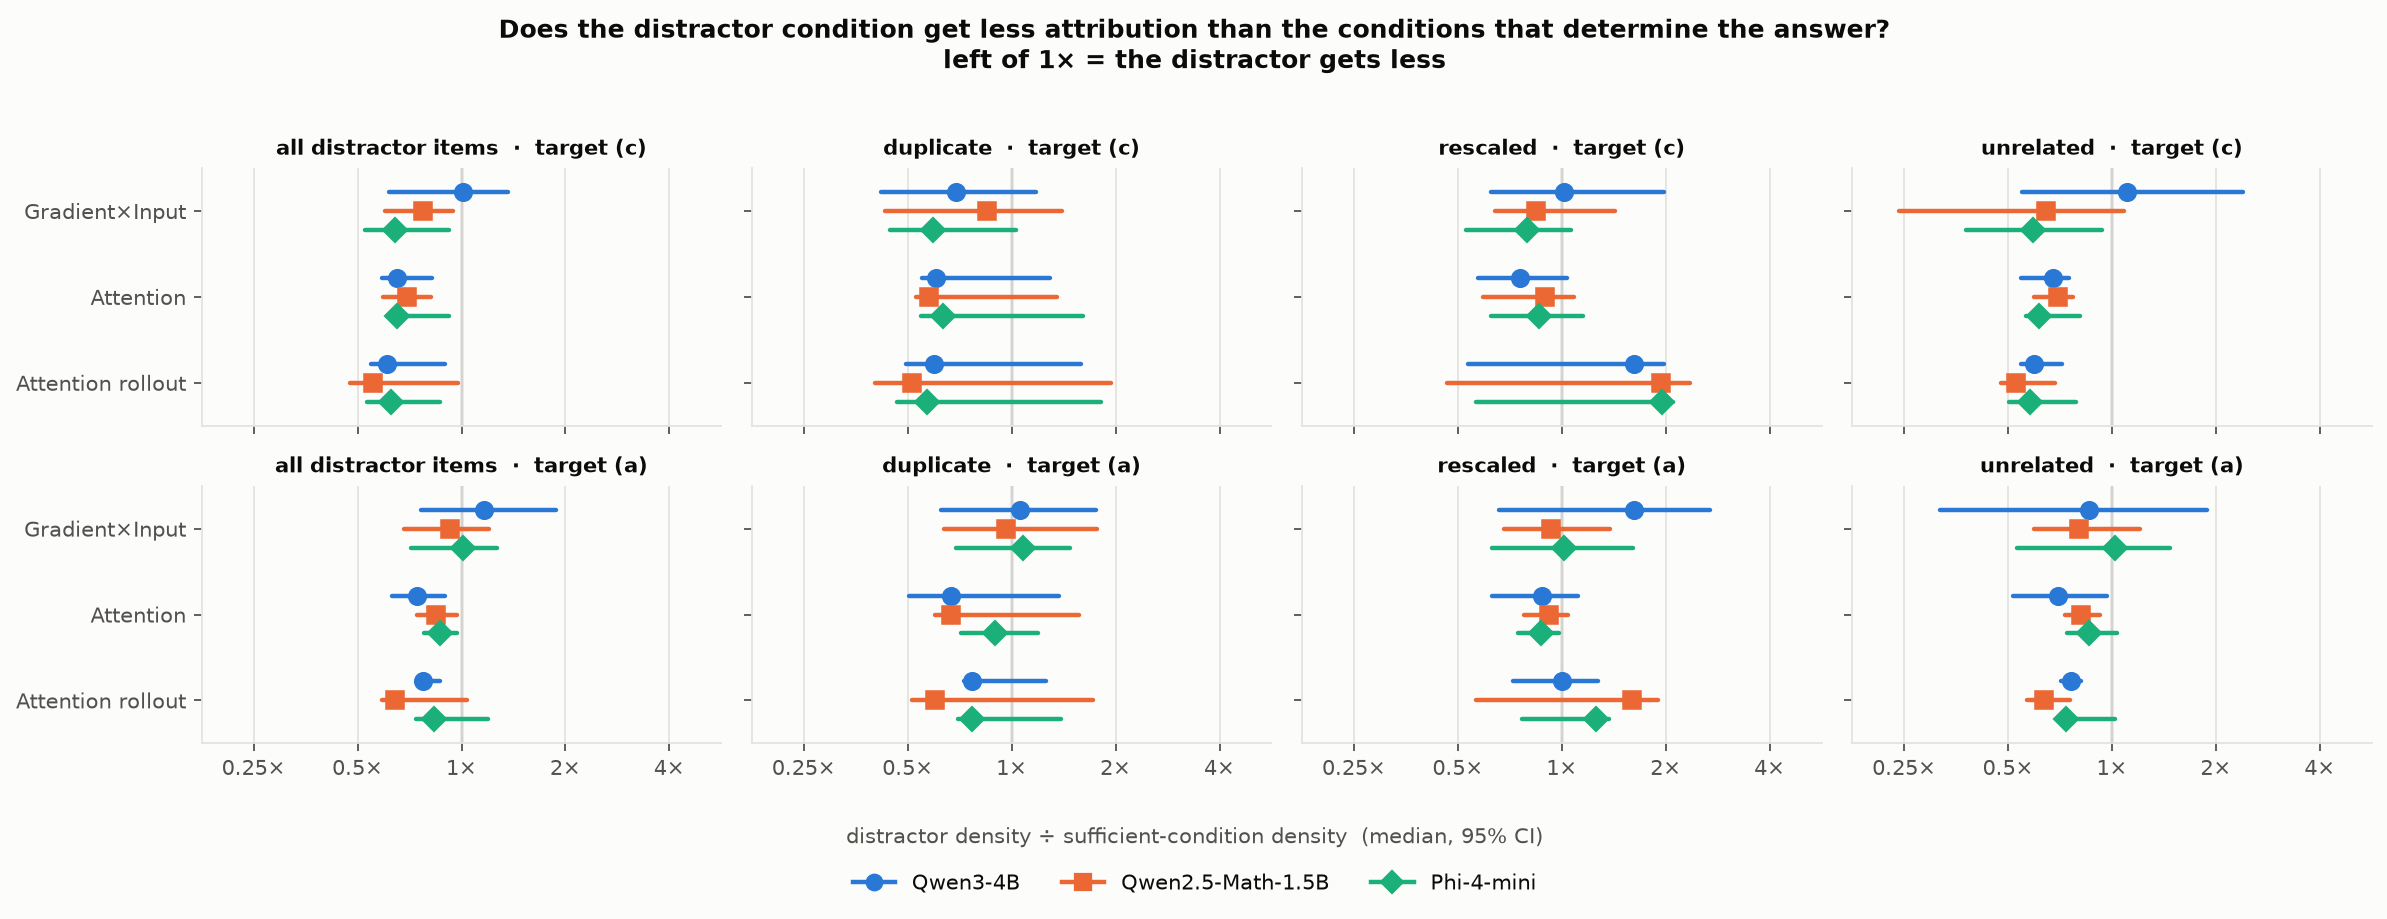 Does the distractor condition get less attribution than the conditions that determine the answer?
left of 1× = the distractor gets less
all distractor items · target (c)
duplicate · target (c)
rescaled · target (c)
unrelated · target (c)
Gradient×Input
Attention
Attention rollout
all distractor items · target (a)
duplicate · target (a)
rescaled · target (a)
unrelated · target (a)
Gradient×Input
Attention
Attention rollout
0.25× 0.5× 1× 2× 4×
0.25× 0.5× 1× 2× 4×
0.25× 0.5× 1× 2× 4×
0.25× 0.5× 1× 2× 4×
distractor density ÷ sufficient-condition density (median, 95% CI)
Qwen3-4B Qwen2.5-Math-1.5B Phi-4-mini